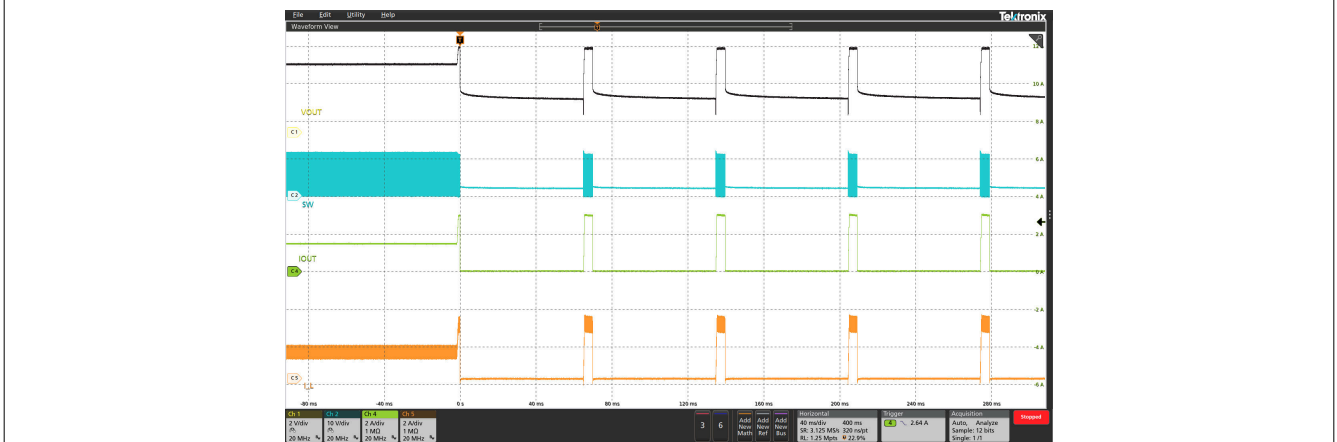 File Edit Utility Help
Tektronix
Waveform View
12 A
10 A
VOUT
8 A
C1
6 A
C2
4 A
SW
2 A
IOUT
C4
0 A
-2 A
-4 A
C5
I_L
-6 A
-80 ms -40 ms 0 s 40 ms 80 ms 120 ms 160 ms 200 ms 240 ms 280 ms
Ch 1 Ch 2 Ch 4 Ch 5 Horizontal Trigger Acquisition
2 V/div 10 V/div 2 A/div 2 A/div 3 6 Add New Math Add New Ref Add New Bus 40 ms/div 400 ms 4 2.64 A Auto, Analyze Stopped
1 MΩ 1 MΩ SR: 3.125 MS/s 320 ns/pt Sample: 12 bits
20 MHz 20 MHz 20 MHz 20 MHz RL: 1.25 Mpts 22.9% Single: 1 /1